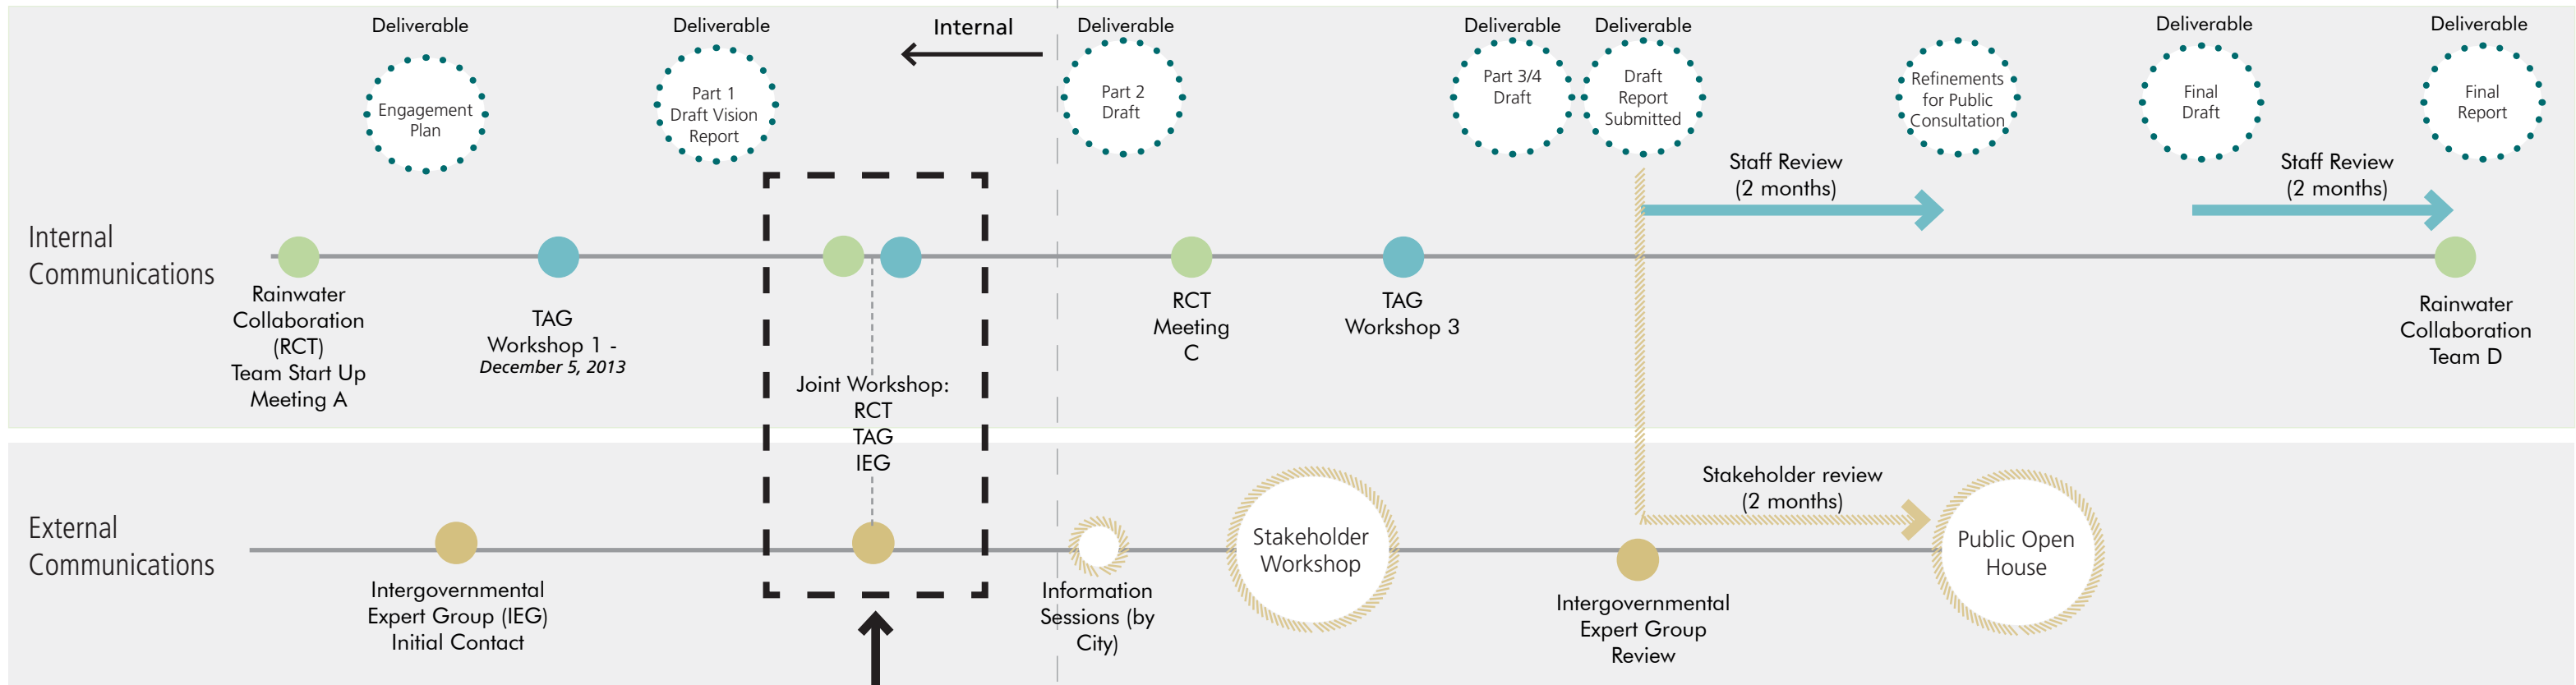 Deliverable
Deliverable
Internal
Deliverable
Deliverable
Deliverable
Deliverable
Deliverable
Engagement
Plan
Part 1
Draft Vision
Report
Part 2
Draft
Part 3/4
Draft
Draft
Report
Submitted
Refinements
for Public
Consultation
Final
Draft
Final
Report
Staff Review
(2 months)
Staff Review
(2 months)
Internal
Communications
Rainwater
Collaboration
(RCT)
Team Start Up
Meeting A
TAG
Workshop 1 -
December 5, 2013
Joint Workshop:
RCT
TAG
IEG
RCT
Meeting
C
TAG
Workshop 3
Rainwater
Collaboration
Team D
External
Communications
Intergovernmental
Expert Group (IEG)
Initial Contact
Information
Sessions (by
City)
Stakeholder
Workshop
Stakeholder review
(2 months)
Intergovernmental
Expert Group
Review
Public Open
House